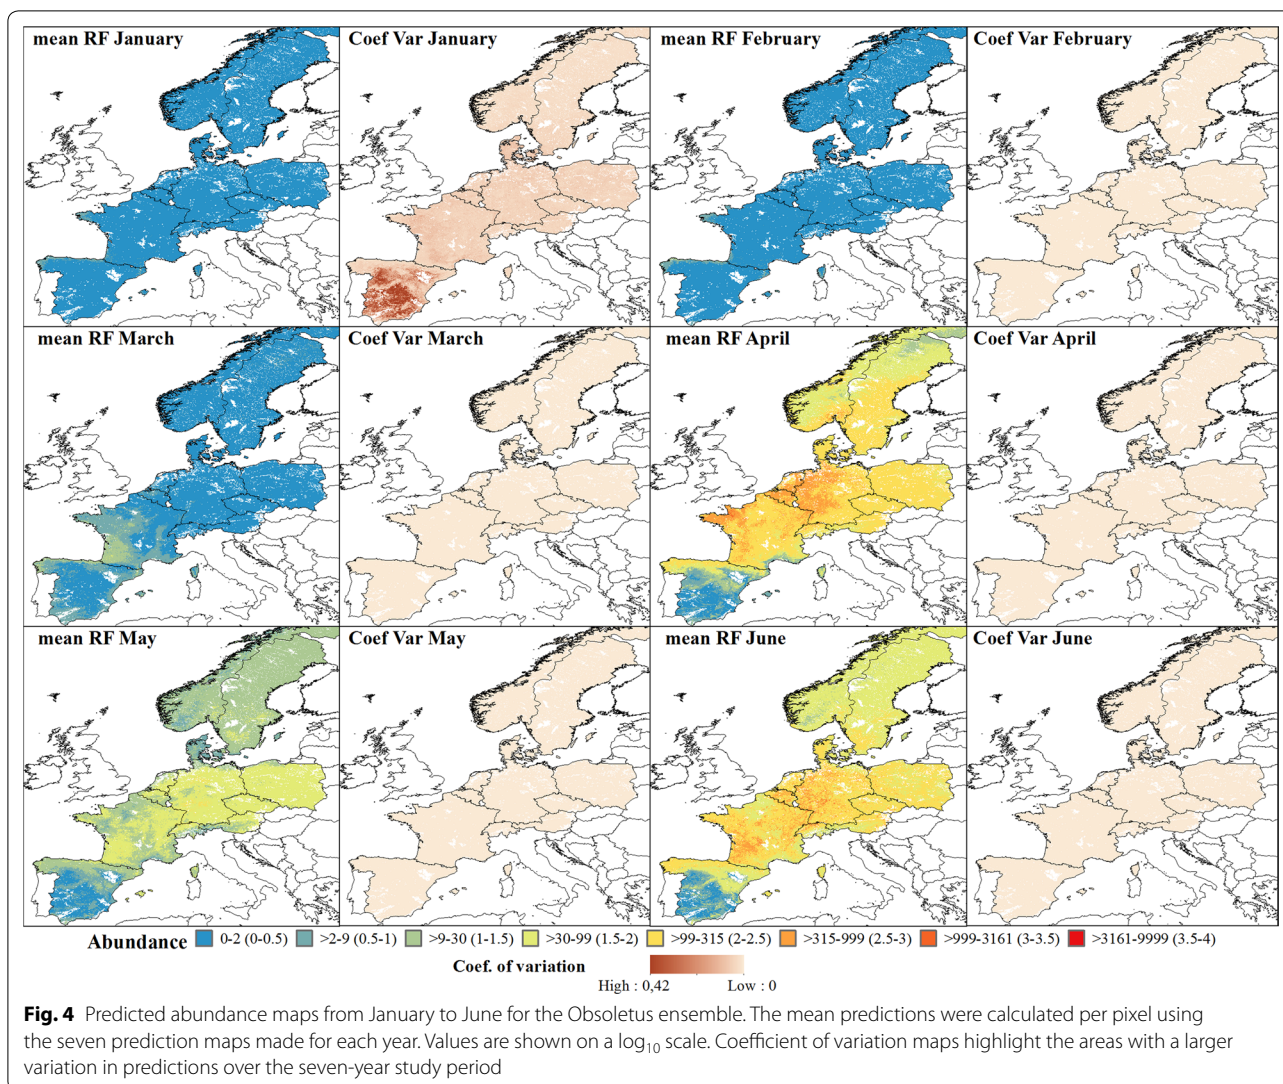 mean RF January
Coef Var January
mean RF February
Coef Var February
mean RF March
Coef Var March
mean RF April
Coef Var April
mean RF May
Coef Var May
mean RF June
Coef Var June
Abundance 0-2 (0-0.5) >2-9 (0.5-1) >9-30 (1-1.5) >30-99 (1.5-2) >99-315 (2-2.5) >315-999 (2.5-3) >999-3161 (3-3.5) >3161-9999 (3.5-4)
Coef. of variation
High : 0,42 Low : 0
Fig. 4 Predicted abundance maps from January to June for the Obsoletus ensemble. The mean predictions were calculated per pixel using
the seven prediction maps made for each year. Values are shown on a log10 scale. Coefficient of variation maps highlight the areas with a larger
variation in predictions over the seven-year study period